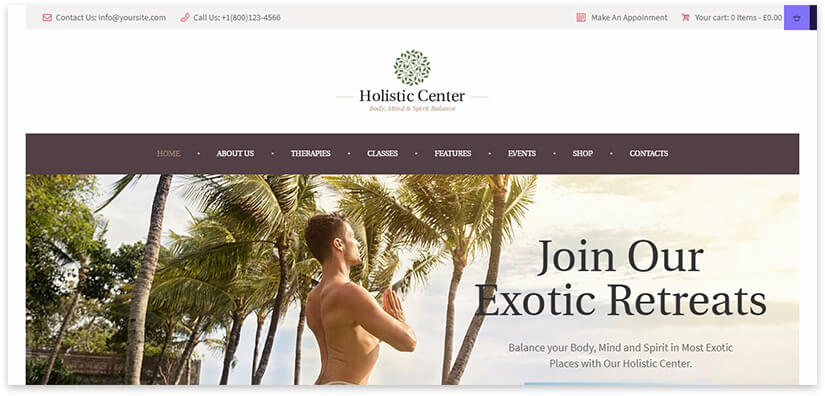 Contact Us: info@yoursite.com
Call Us: +1(800)123-4566
Make An Appoinment
Your cart: 0 Items - £0.00
Holistic Center
Body, Mind & Spirit Balance
HOME • ABOUT US • THERAPIES • CLASSES • FEATURES • EVENTS • SHOP • CONTACTS
Join Our
Exotic Retreats
Balance your Body, Mind and Spirit in Most Exotic
Places with Our Holistic Center.